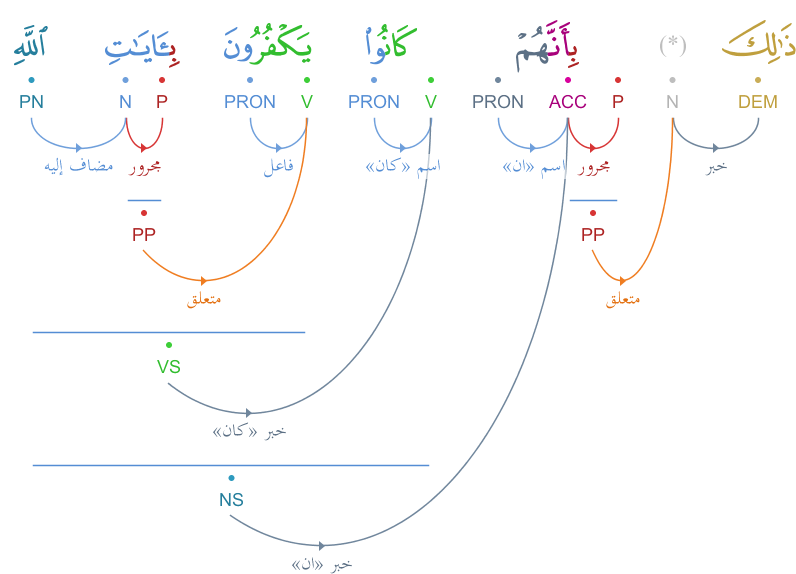 ذَٰلِكَ (*) بِأَنَّهُمْ كَانُوا۟ يَكْفُرُونَ بِـَٔايَـٰتِ ٱللَّهِ
PN N P PRON V PRON V PRON ACC P N DEM
مضاف إليه مجرور فاعل اسم «كان» اسم «ان» مجرور خبر
PP PP
متعلق متعلق
VS
خبر «كان»
NS
خبر «ان»